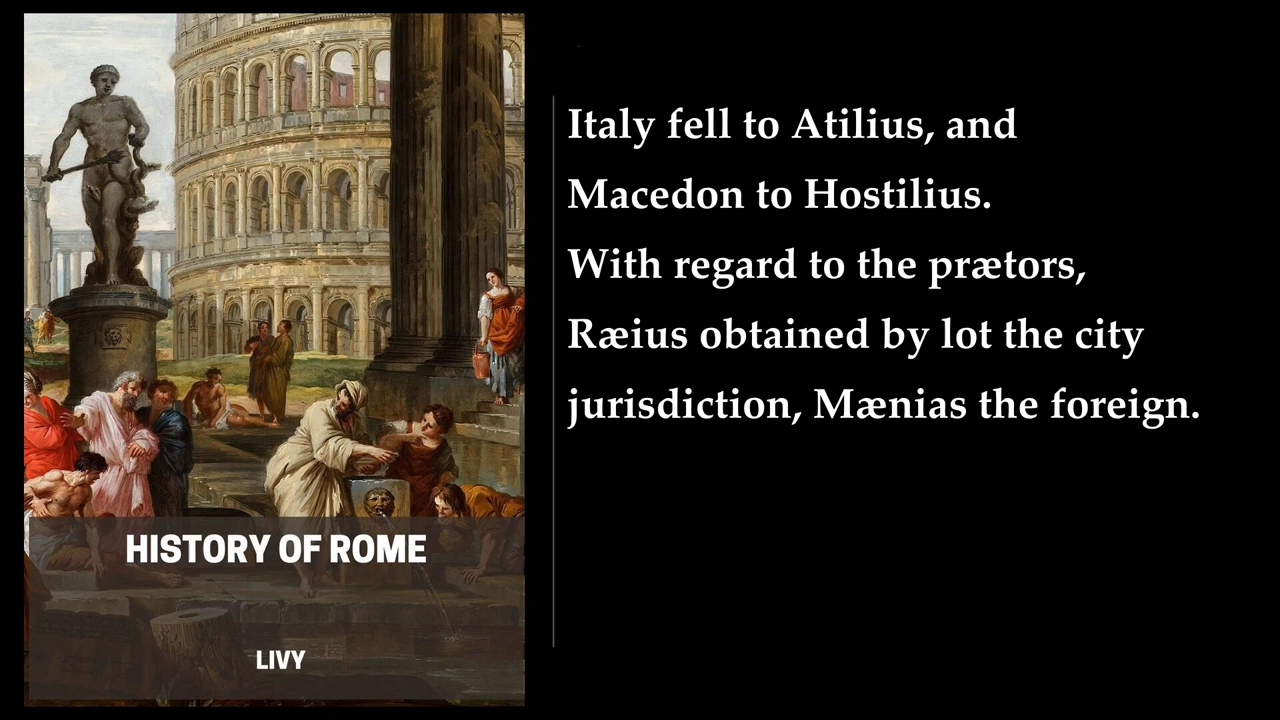 HISTORY OF ROME
LIVY
Italy fell to Atilius, and
Macedon to Hostilius.
With regard to the prætors,
Ræius obtained by lot the city
jurisdiction, Mænias the foreign.